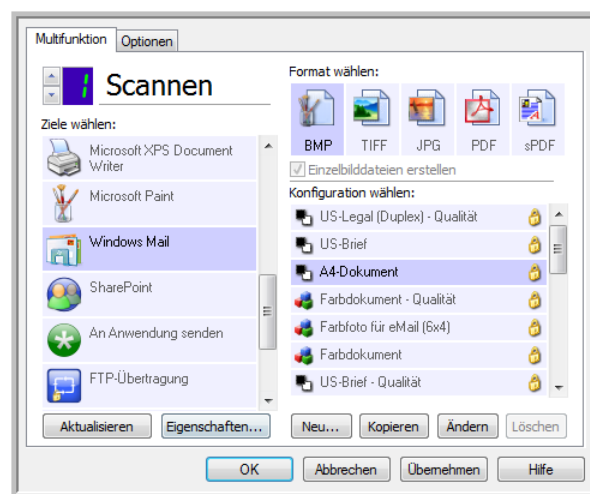 Multifunktion
Optionen
1 Scannen
Ziele wählen:
Microsoft XPS Document
Writer
Microsoft Paint
Windows Mail
SharePoint
An Anwendung senden
FTP-Übertragung
Aktualisieren
Eigenschaften...
Format wählen:
BMP
TIFF
JPG
PDF
sPDF
Einzelbilddateien erstellen
Konfiguration wählen:
US-Legal (Duplex) - Qualität
US-Brief
A4-Dokument
Farbdokument - Qualität
Farbfoto für eMail (6x4)
Farbdokument
US-Brief - Qualität
Neu...
Kopieren
Ändern
Löschen
OK
Abbrechen
Übernehmen
Hilfe